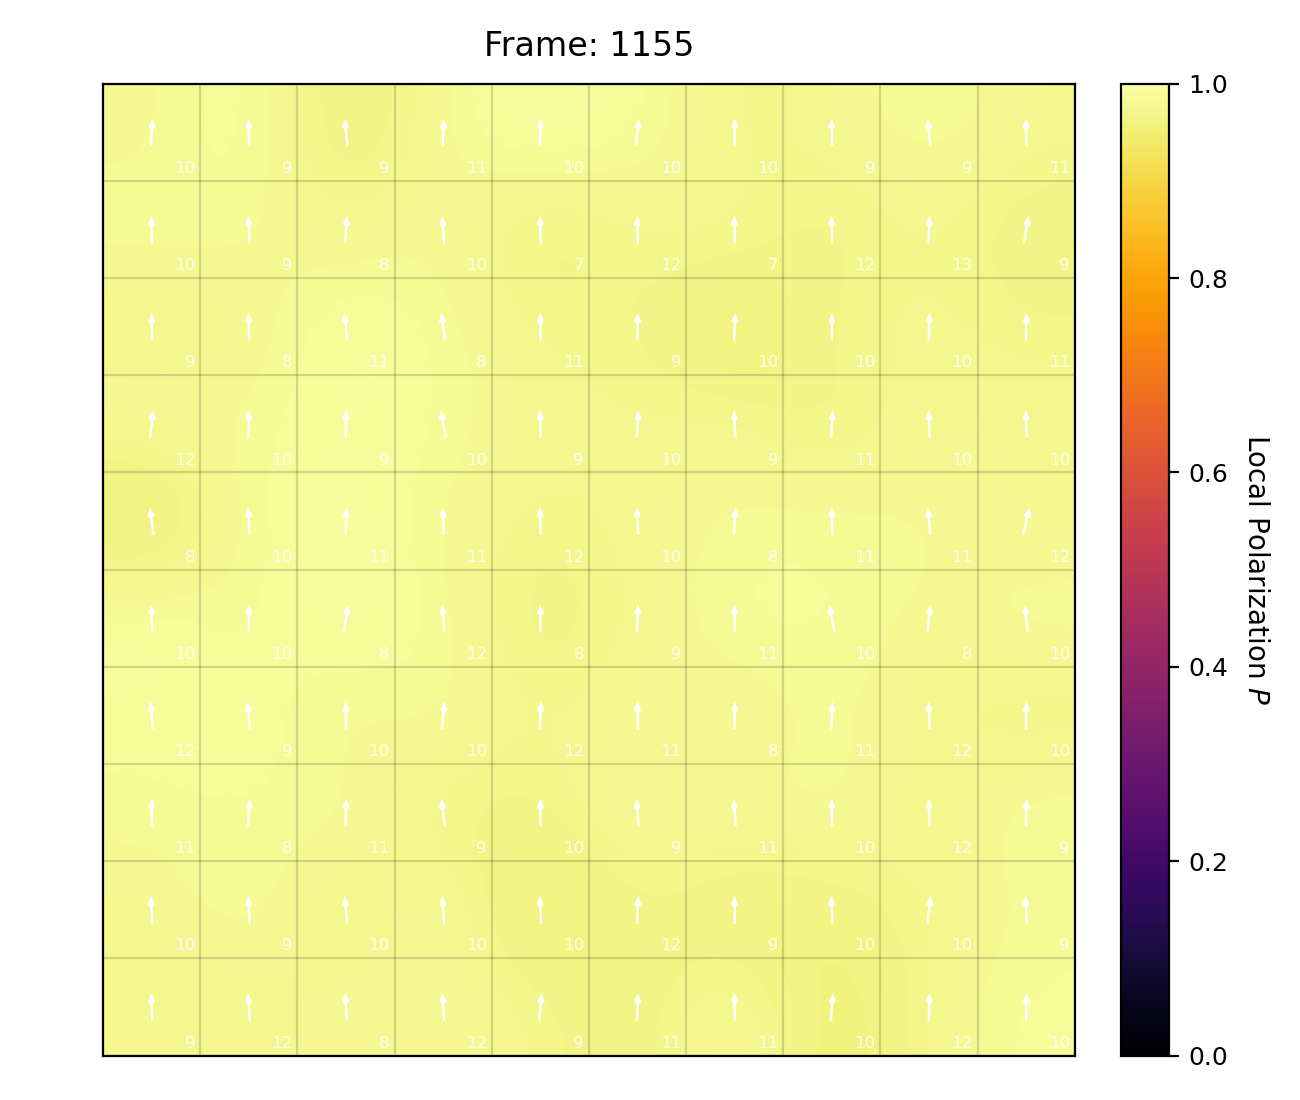 Frame: 1155
10 9 9 11 10 10 10 9 9 11
10 9 8 10 7 12 7 12 13 9
9 8 11 8 11 9 10 10 10 11
12 10 9 10 9 10 9 11 10 10
8 10 11 11 12 10 8 11 11 12
10 10 8 12 8 9 11 10 8 10
12 9 10 10 12 11 8 11 12 10
11 8 11 9 10 9 11 10 12 9
10 9 10 10 10 12 9 10 10 9
9 12 8 12 9 11 11 10 12 10
1.0
0.8
0.6
0.4
0.2
0.0
Local Polarization P